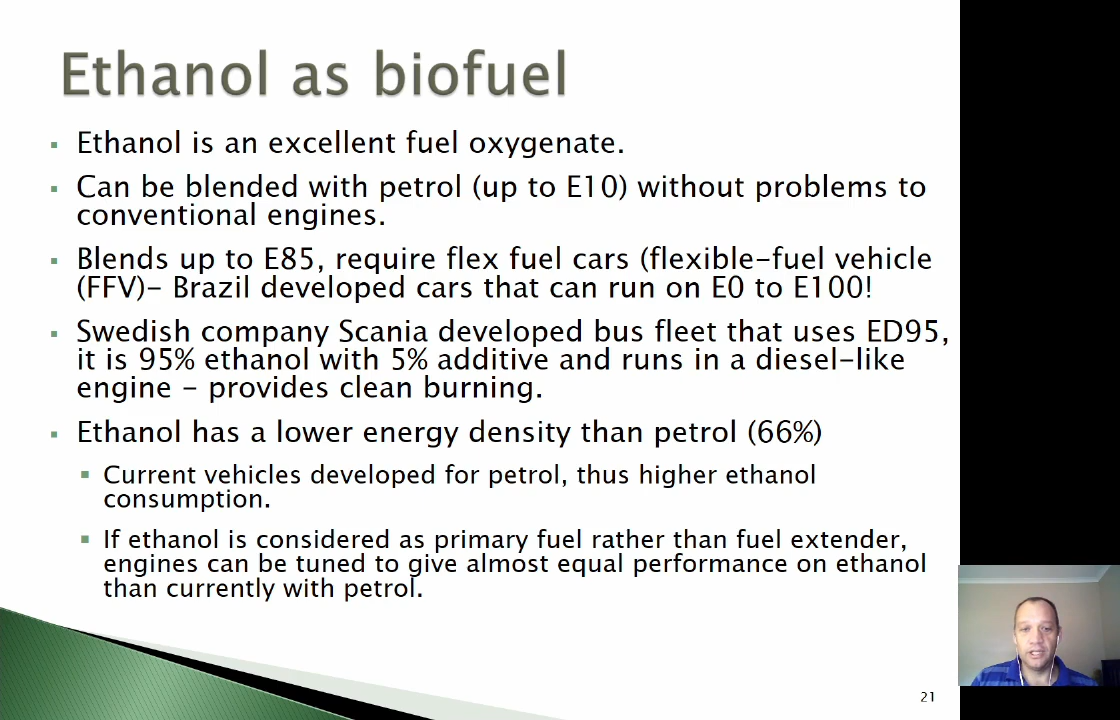 Ethanol as biofuel
▪ Ethanol is an excellent fuel oxygenate.
▪ Can be blended with petrol (up to E10) without problems to
conventional engines.
▪ Blends up to E85, require flex fuel cars (flexible-fuel vehicle
(FFV)- Brazil developed cars that can run on E0 to E100!
▪ Swedish company Scania developed bus fleet that uses ED95,
it is 95% ethanol with 5% additive and runs in a diesel-like
engine - provides clean burning.
▪ Ethanol has a lower energy density than petrol (66%)
▪ Current vehicles developed for petrol, thus higher ethanol
consumption.
▪ If ethanol is considered as primary fuel rather than fuel extender,
engines can be tuned to give almost equal performance on ethanol
than currently with petrol.
21